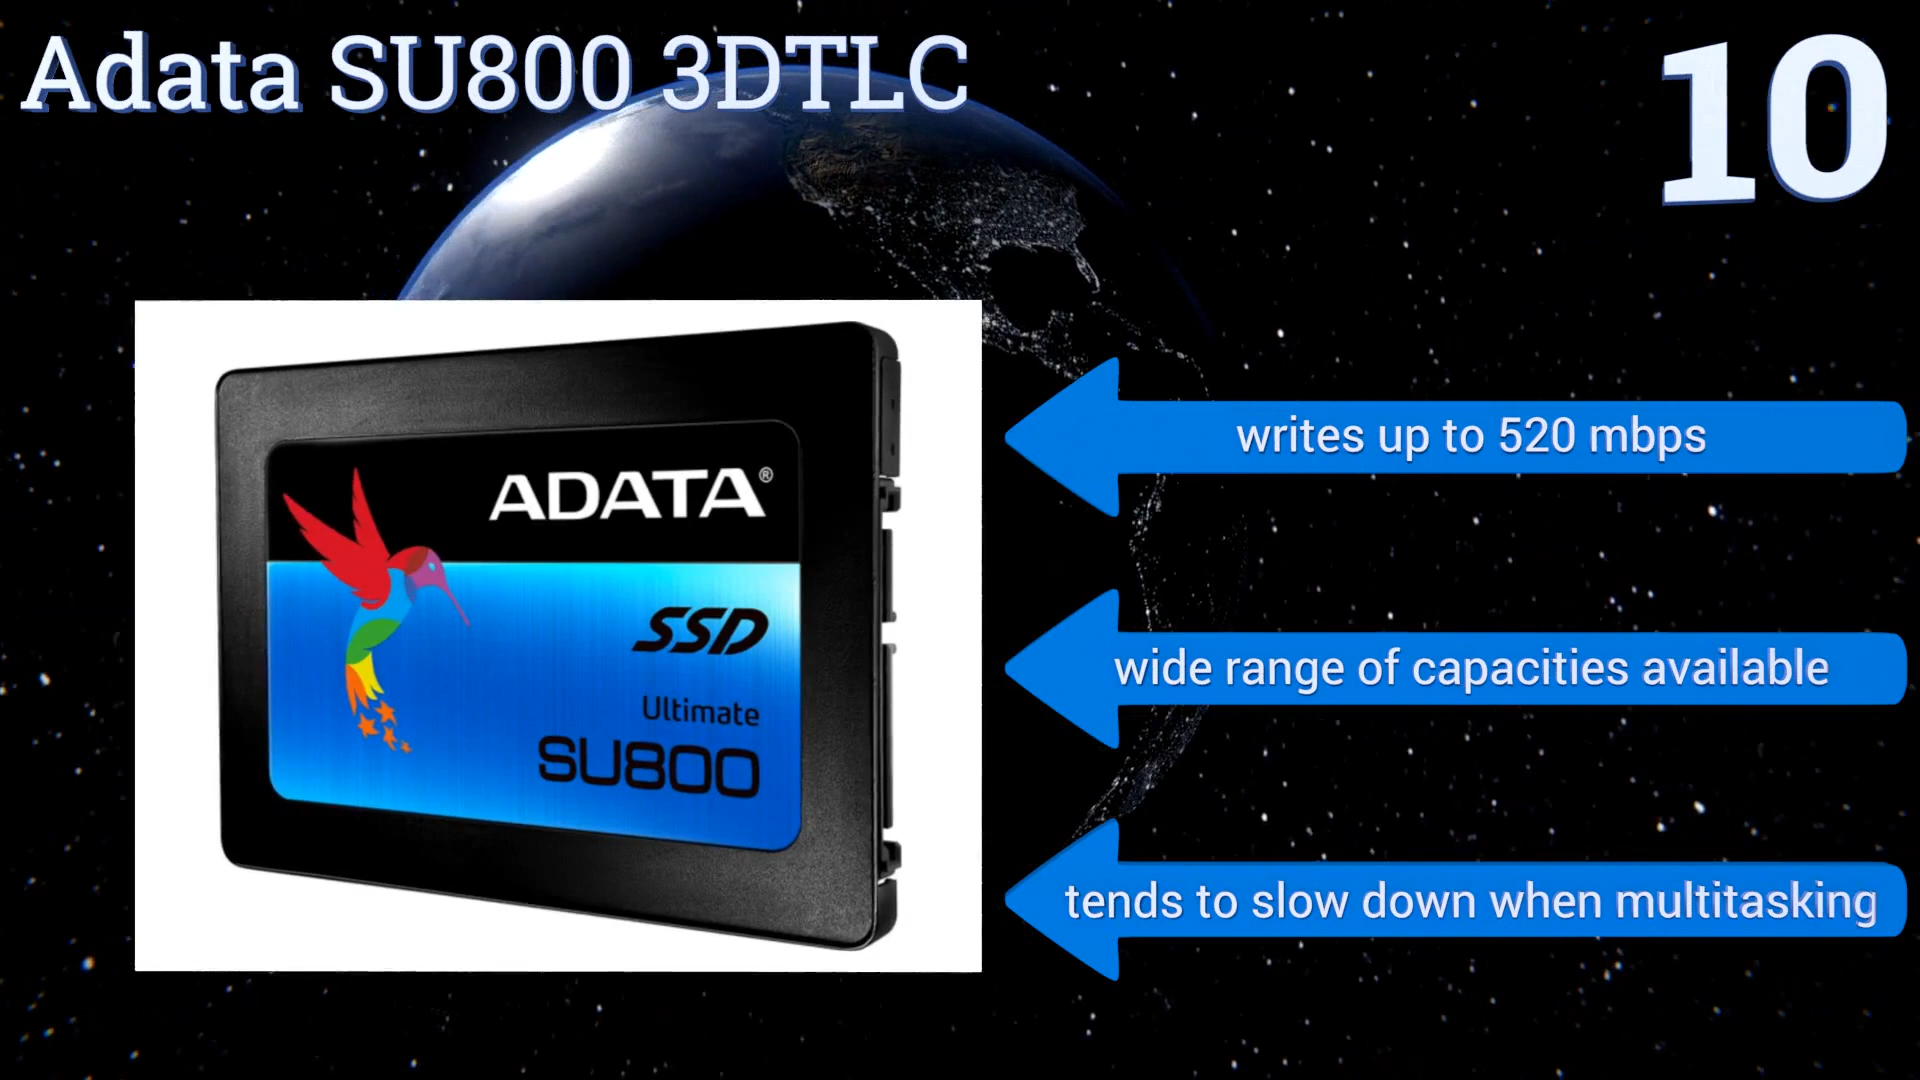 Adata SU800 3DTLC
10
ADATA®
SSD
Ultimate
SU800
writes up to 520 mbps
wide range of capacities available
tends to slow down when multitasking